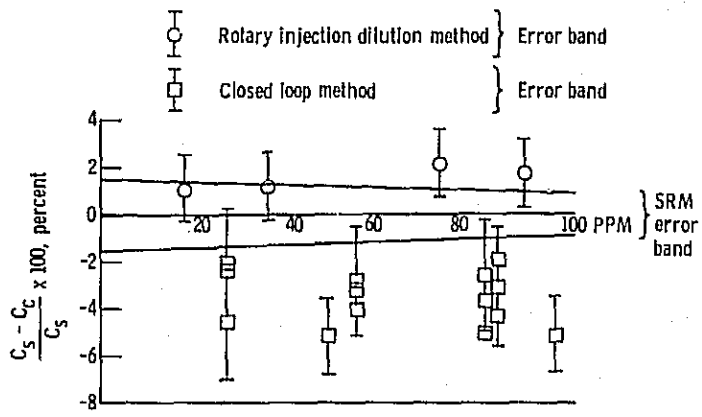 Rotary injection dilution method } Error band
Closed loop method } Error band
4
2
0
-2
-4
-6
-8
20 40 60 80 100 PPM
SRM
error
band
C_S - C_C / C_S × 100, percent